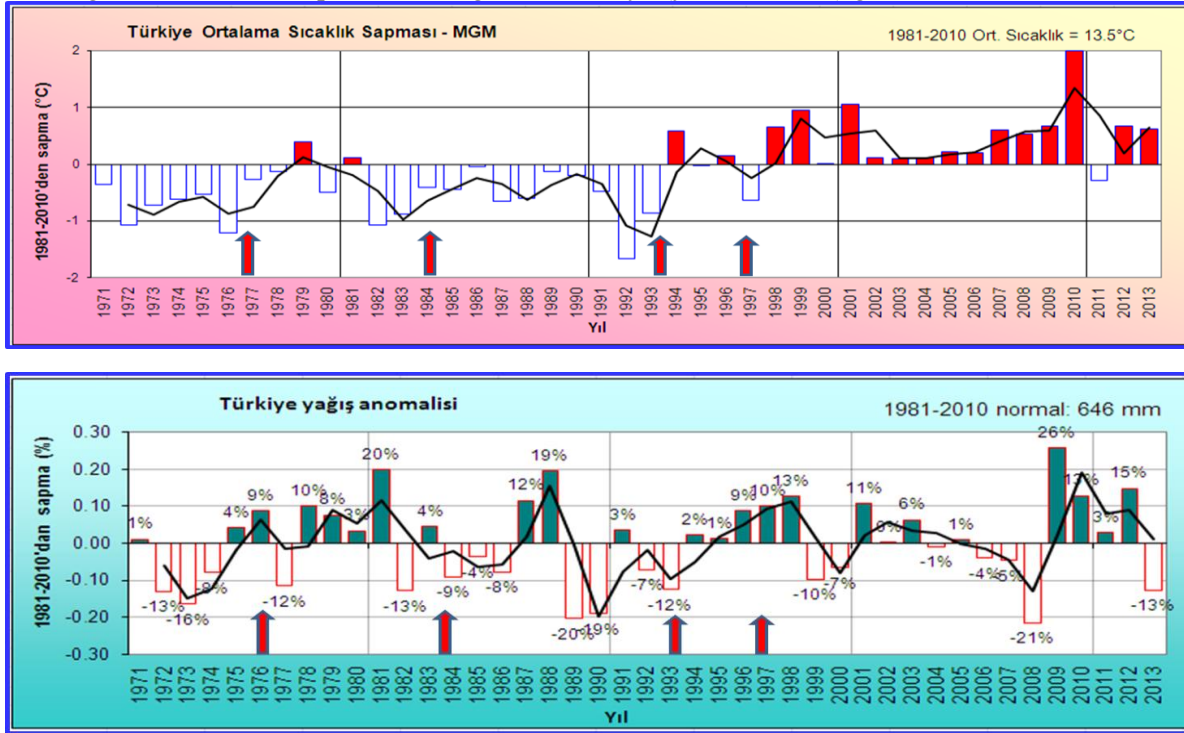 Türkiye Ortalama Sıcaklık Sapması - MGM
1981-2010 Ort. Sıcaklık = 13.5°C
1981-2010'den sapma (°C)
2
1
0
-1
-2
1971 1972 1973 1974 1975 1976 1977 1978 1979 1980 1981 1982 1983 1984 1985 1986 1987 1988 1989 1990 1991 1992 1993 1994 1995 1996 1997 1998 1999 2000 2001 2002 2003 2004 2005 2006 2007 2008 2009 2010 2011 2012 2013
Yıl
Türkiye yağış anomalisi
1981-2010 normal: 646 mm
1981-2010'dan sapma (%)
0.30
0.20
0.10
0.00
-0.10
-0.20
-0.30
1% -13% -16% -8% 4% 9% -12% 10% 8% 3% 20% -13% 4% -9% -4% -8% 12% 19% -20% -19% 3% -7% -12% 2% 1% 9% 10% 13% -10% -7% 11% 6% -1% 1% -4% -5% -21% 26% 13% 3% 15% -13%
1971 1972 1973 1974 1975 1976 1977 1978 1979 1980 1981 1982 1983 1984 1985 1986 1987 1988 1989 1990 1991 1992 1993 1994 1995 1996 1997 1998 1999 2000 2001 2002 2003 2004 2005 2006 2007 2008 2009 2010 2011 2012 2013
Yıl